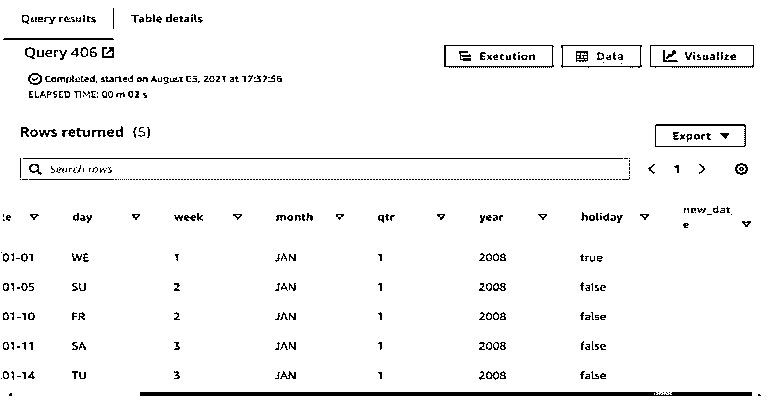 Query results Table details
Query 406
Execution Data Visualize
Completed, started on August 03, 2021 at 17:37:36
ELAPSED TIME: 00 m 02 s
Rows returned (5)
Export
Search rows
1
te day week month qtr year holiday new_dat
e
01-01 WE 1 JAN 1 2008 true
01-05 SU 2 JAN 1 2008 false
01-10 FR 2 JAN 1 2008 false
01-11 SA 3 JAN 1 2008 false
01-14 TU 3 JAN 1 2008 false